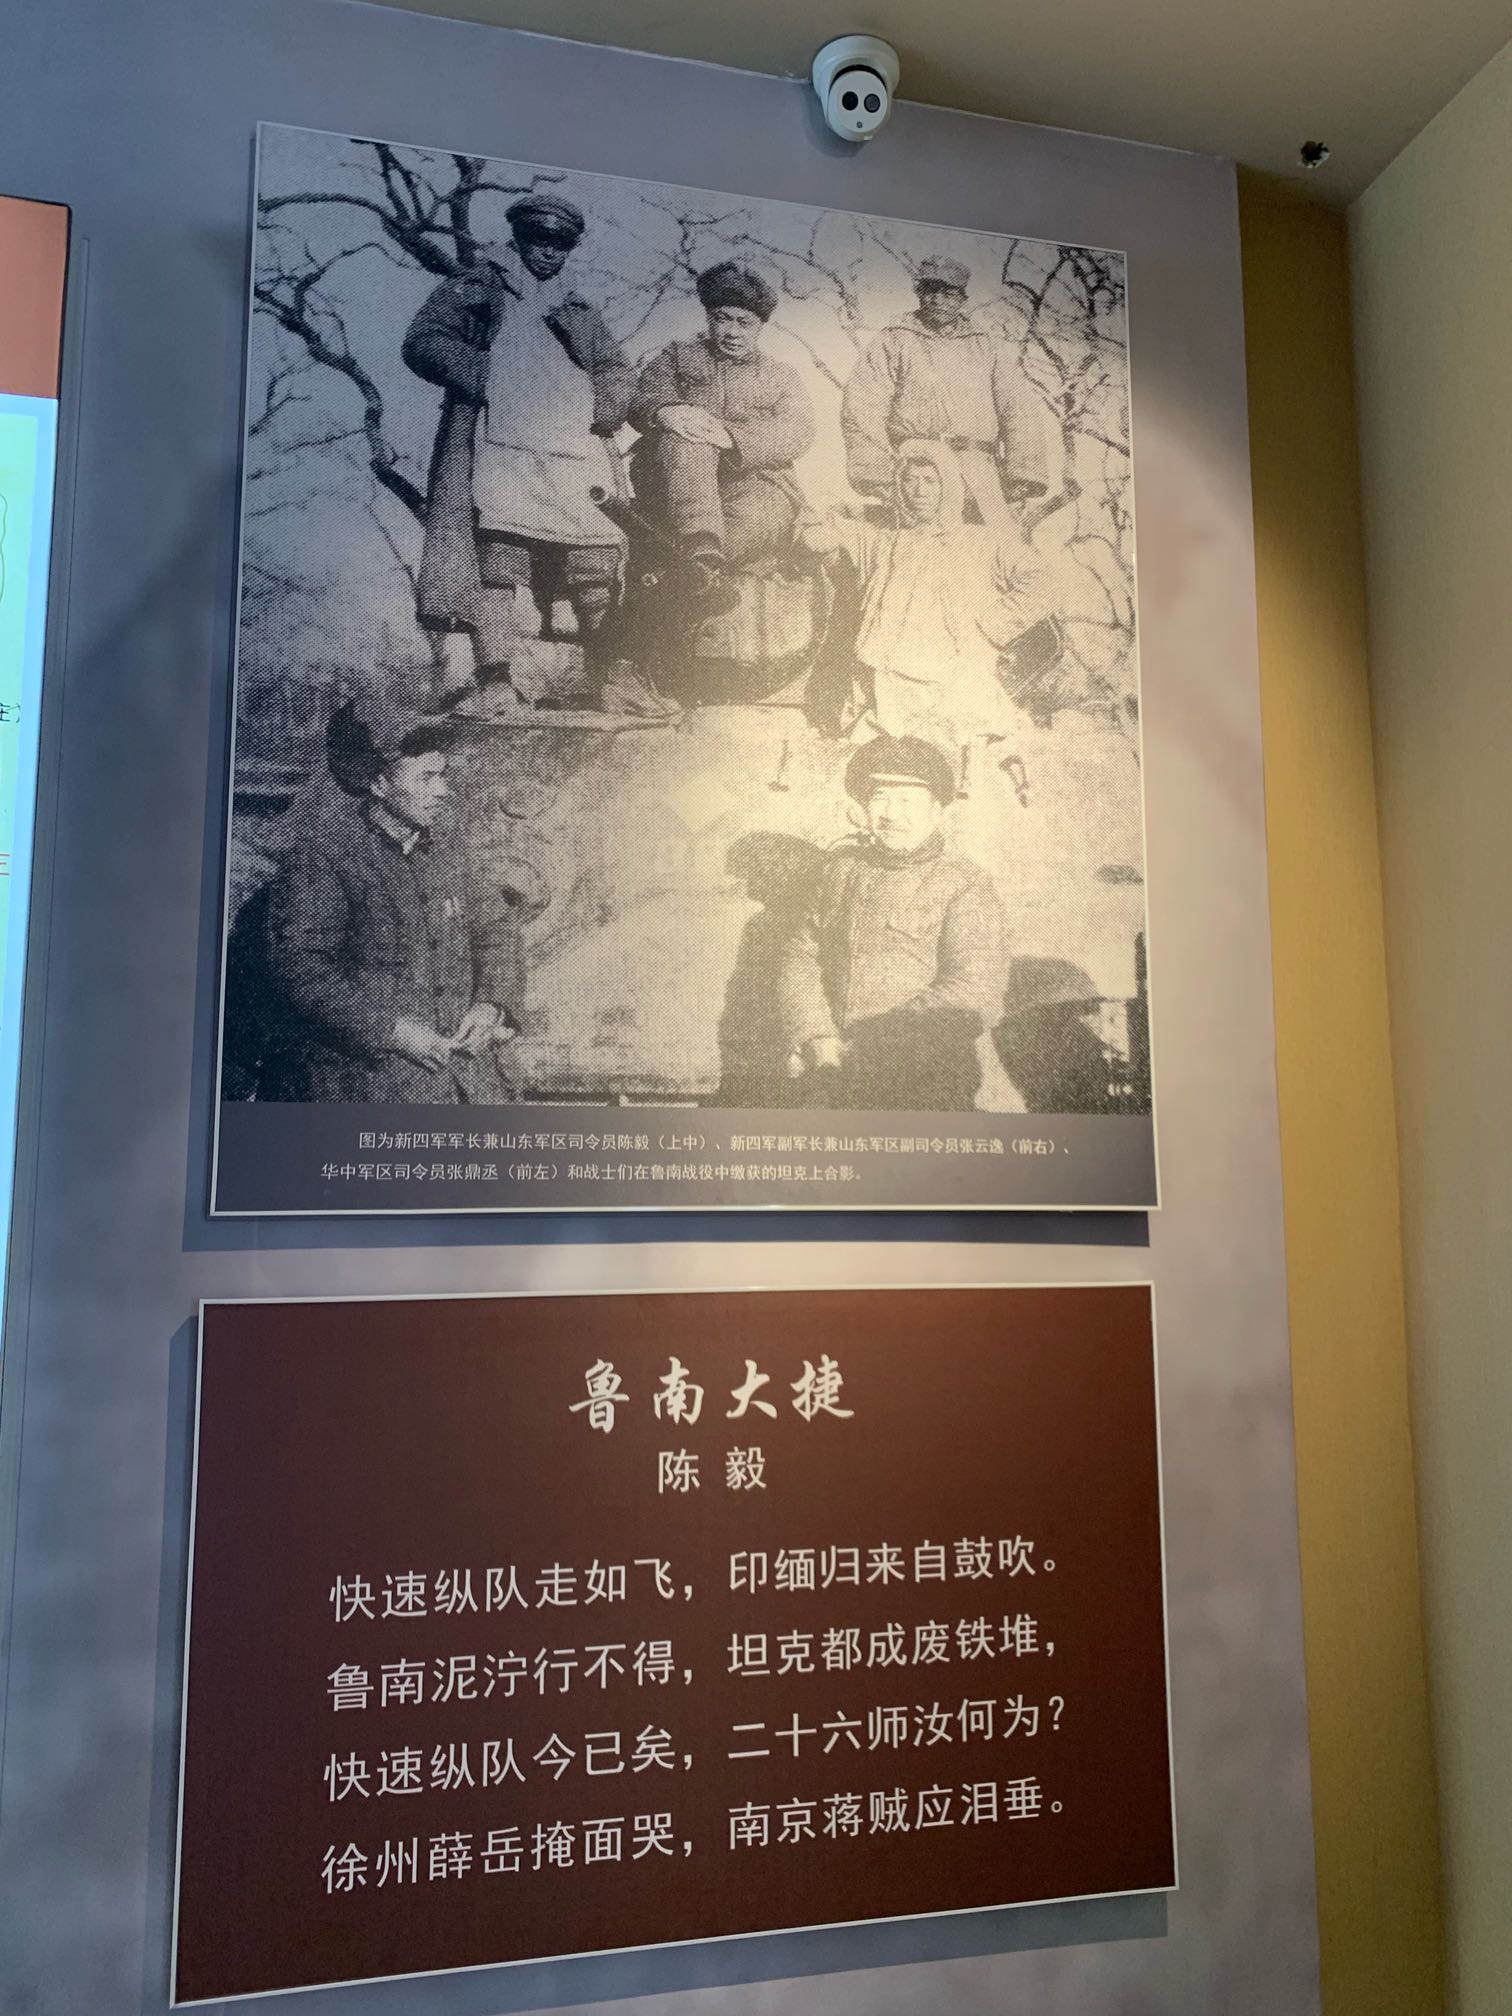 图为新四军军长兼山东军区司令员陈毅（上中）、新四军副军长兼山东军区副司令员张云逸（前右）、
华中军区司令员张鼎丞（前左）和战士们在鲁南战役中缴获的坦克上合影。
鲁南大捷
陈毅
快速纵队走如飞，印缅归来自鼓吹。
鲁南泥泞行不得，坦克都成废铁堆，
快速纵队今已矣，二十六师汝何为？
徐州薛岳掩面哭，南京蒋贼应泪垂。